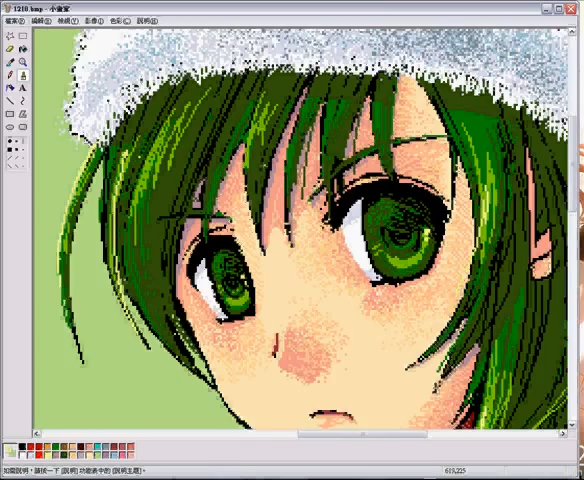 1210.bmp - 小畫家
檔案(F) 編輯(E) 檢視(V) 影像(I) 色彩(C) 說明(H)
A
如需說明，請按一下 [說明] 功能表中的 [說明主題]。
619,225